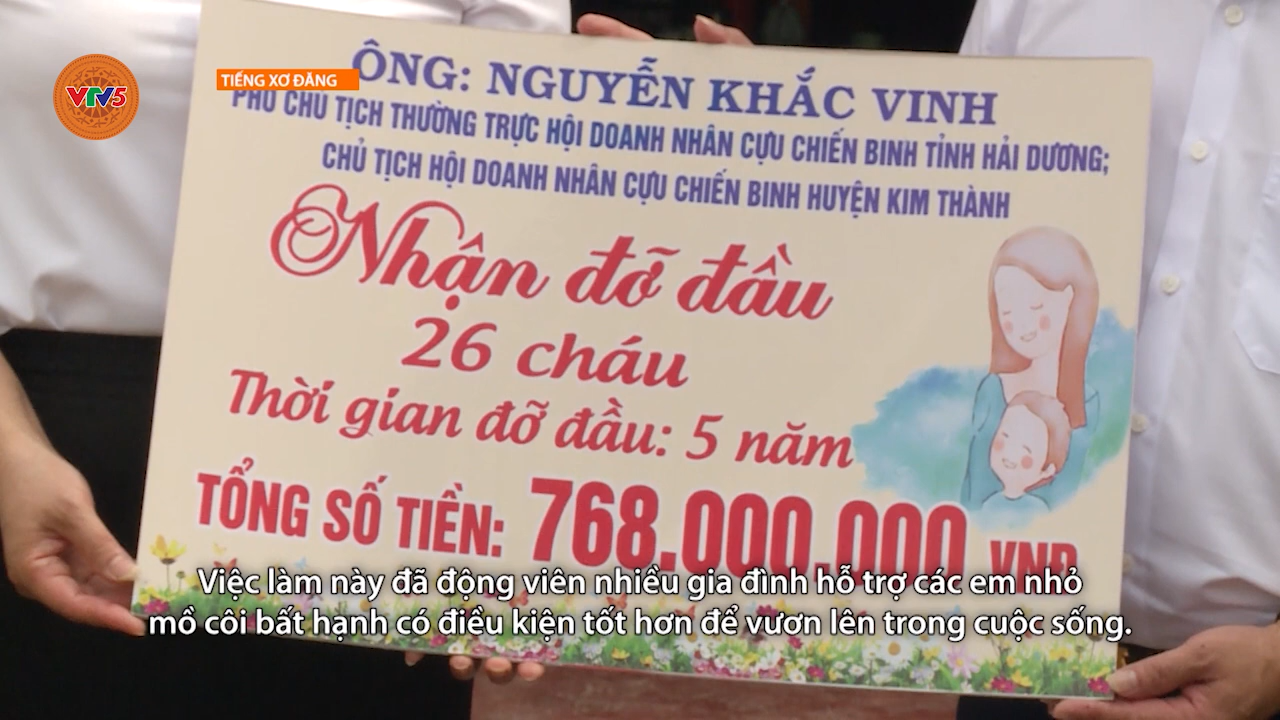 VTV5
TIẾNG XƠ ĐĂNG
ÔNG: NGUYỄN KHẮC VINH
PHÓ CHỦ TỊCH THƯỜNG TRỰC HỘI DOANH NHÂN CỰU CHIẾN BINH TỈNH HẢI DƯƠNG;
CHỦ TỊCH HỘI DOANH NHÂN CỰU CHIẾN BINH HUYỆN KIM THÀNH
Nhận đỡ đầu
26 cháu
Thời gian đỡ đầu: 5 năm
TỔNG SỐ TIỀN: 768.000.000 VNĐ
Việc làm này đã động viên nhiều gia đình hỗ trợ các em nhỏ
mồ côi bất hạnh có điều kiện tốt hơn để vươn lên trong cuộc sống.